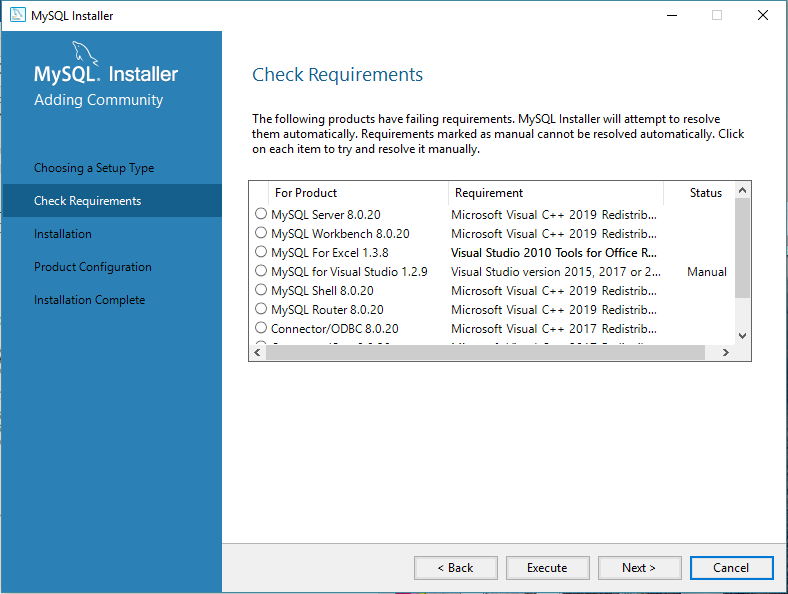 MySQL Installer
MySQL. Installer
Adding Community
Choosing a Setup Type
Check Requirements
Installation
Product Configuration
Installation Complete
Check Requirements
The following products have failing requirements. MySQL Installer will attempt to resolve
them automatically. Requirements marked as manual cannot be resolved automatically. Click
on each item to try and resolve it manually.
For Product Requirement Status
MySQL Server 8.0.20 Microsoft Visual C++ 2019 Redistrib...
MySQL Workbench 8.0.20 Microsoft Visual C++ 2019 Redistrib...
MySQL For Excel 1.3.8 Visual Studio 2010 Tools for Office R...
MySQL for Visual Studio 1.2.9 Visual Studio version 2015, 2017 or 2... Manual
MySQL Shell 8.0.20 Microsoft Visual C++ 2019 Redistrib...
MySQL Router 8.0.20 Microsoft Visual C++ 2019 Redistrib...
Connector/ODBC 8.0.20 Microsoft Visual C++ 2017 Redistrib...
< Back Execute Next > Cancel